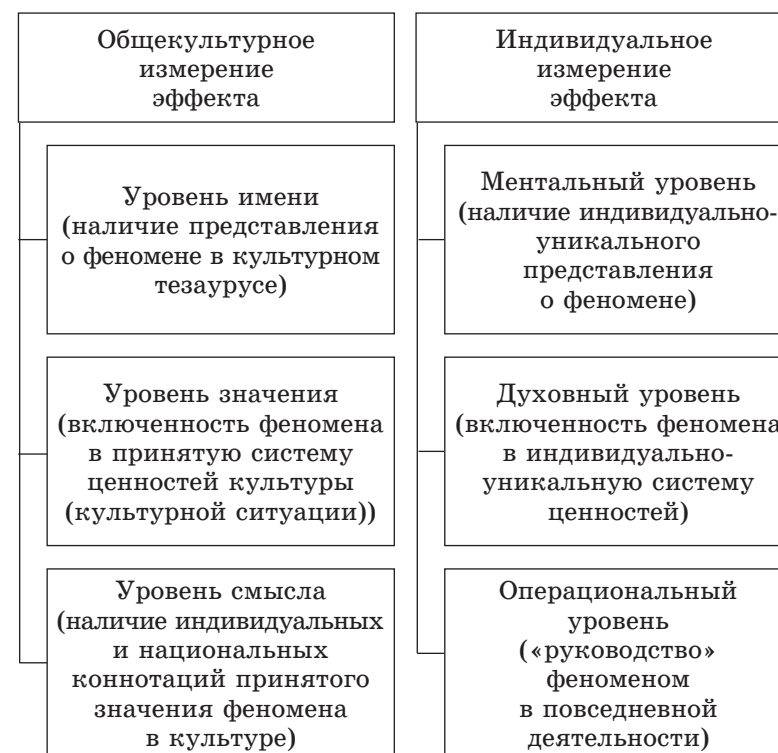 Общекультурное
измерение
эффекта
Уровень имени
(наличие представления
о феномене в культурном
тезаурусе)
Уровень значения
(включенность феномена
в принятую систему
ценностей культуры
(культурной ситуации))
Уровень смысла
(наличие индивидуальных
и национальных
коннотаций принятого
значения феномена
в культуре)
Индивидуальное
измерение
эффекта
Ментальный уровень
(наличие индивидуально-
уникального
представления
о феномене)
Духовный уровень
(включенность феномена
в индивидуально-
уникальную систему
ценностей)
Операциональный
уровень
(«руководство»
феноменом
в повседневной
деятельности)